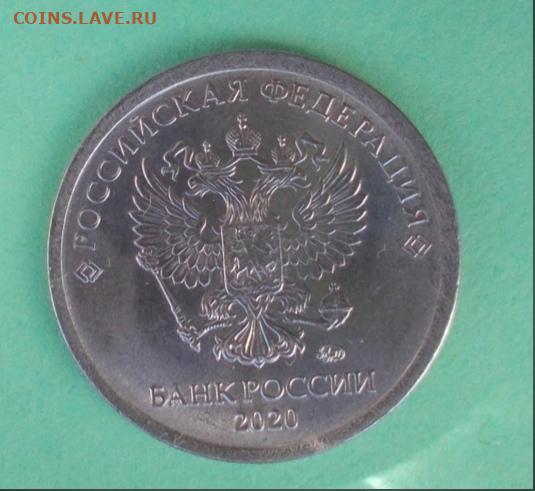 COINS.LAVE.RU
РОССИЙСКАЯ ФЕДЕРАЦИЯ
ММД
БАНК РОССИИ
2020